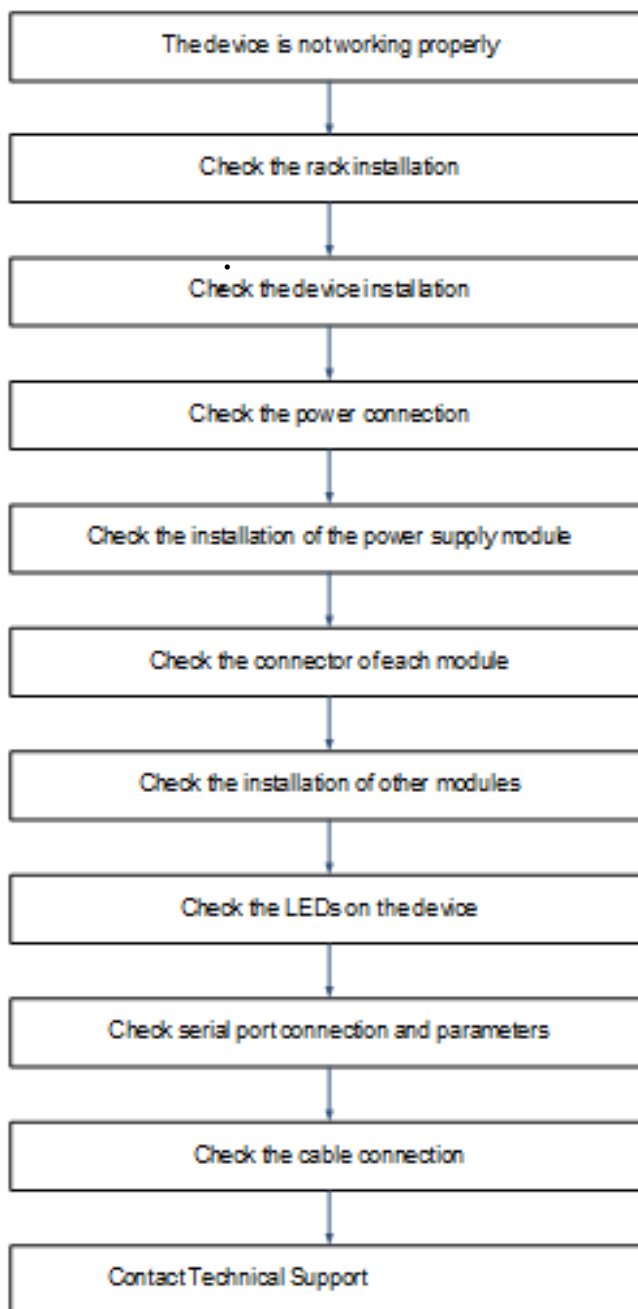 The device is not working properly
Check the rack installation
Check the device installation
Check the power connection
Check the installation of the power supply module
Check the connector of each module
Check the installation of other modules
Check the LEDs on the device
Check serial port connection and parameters
Check the cable connection
Contact Technical Support